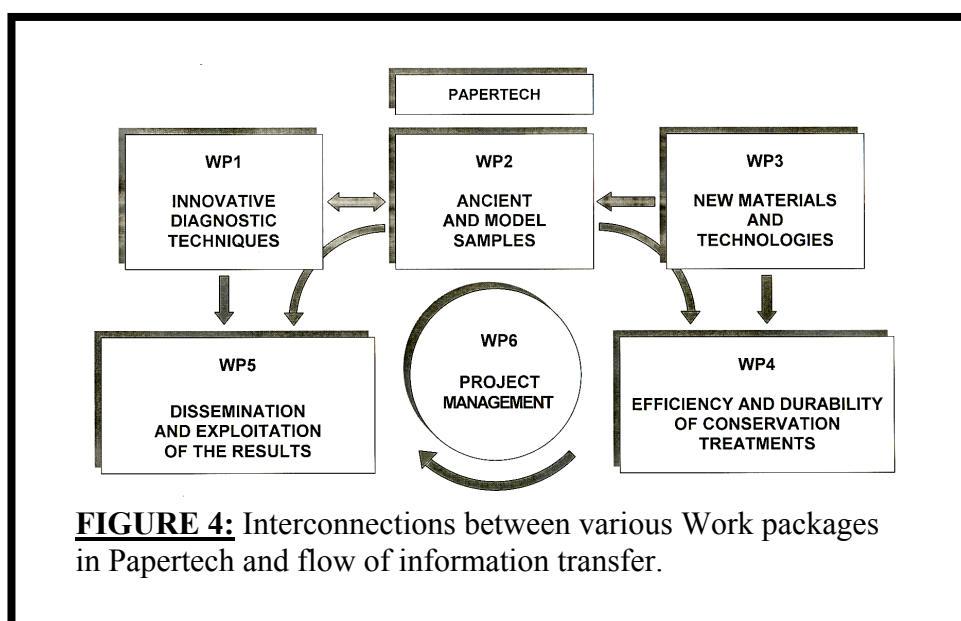 PAPERTECH
WP1
INNOVATIVE
DIAGNOSTIC
TECHNIQUES
WP2
ANCIENT
AND MODEL
SAMPLES
WP3
NEW MATERIALS
AND
TECHNOLOGIES
WP5
DISSEMINATION
AND EXPLOITATION
OF THE RESULTS
WP6
PROJECT
MANAGEMENT
WP4
EFFICIENCY AND DURABILITY
OF CONSERVATION
TREATMENTS
FIGURE 4: Interconnections between various Work packages
in Papertech and flow of information transfer.